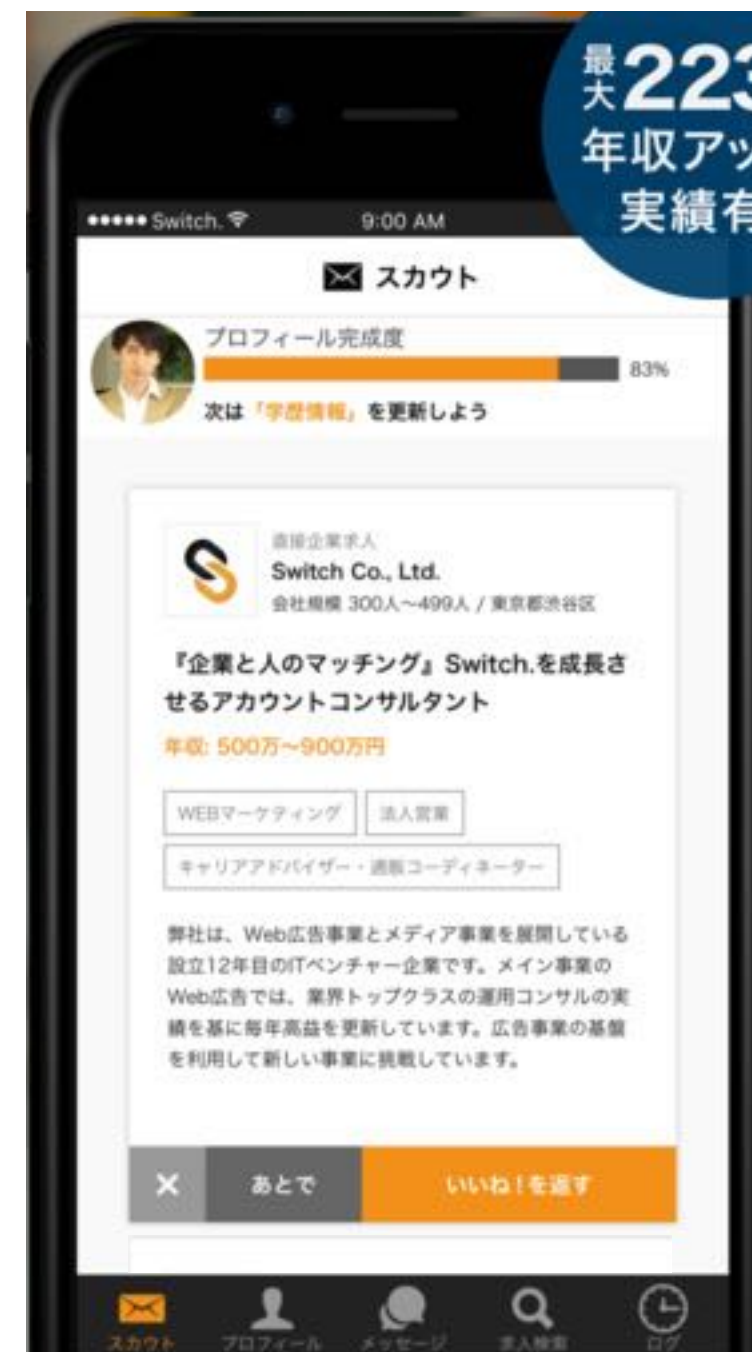 最大223
年収アッ
実績有
Switch.
9:00 AM
スカウト
プロフィール完成度
83%
次は「学歴情報」を更新しよう
直接企業求人
Switch Co., Ltd.
会社規模 300人〜499人 / 東京都渋谷区
『企業と人のマッチング』Switch.を成長さ
せるアカウントコンサルタント
年収: 500万〜900万円
WEBマーケティング 法人営業
キャリアアドバイザー・通販コーディネーター
弊社は、Web広告事業とメディア事業を展開している
設立12年目のITベンチャー企業です。メイン事業の
Web広告では、業界トップクラスの運用コンサルの実
績を基に毎年高益を更新しています。広告事業の基盤
を利用して新しい事業に挑戦しています。
× あとで いいね!を返す
スカウト プロフィール メッセージ 求人検索 ログ